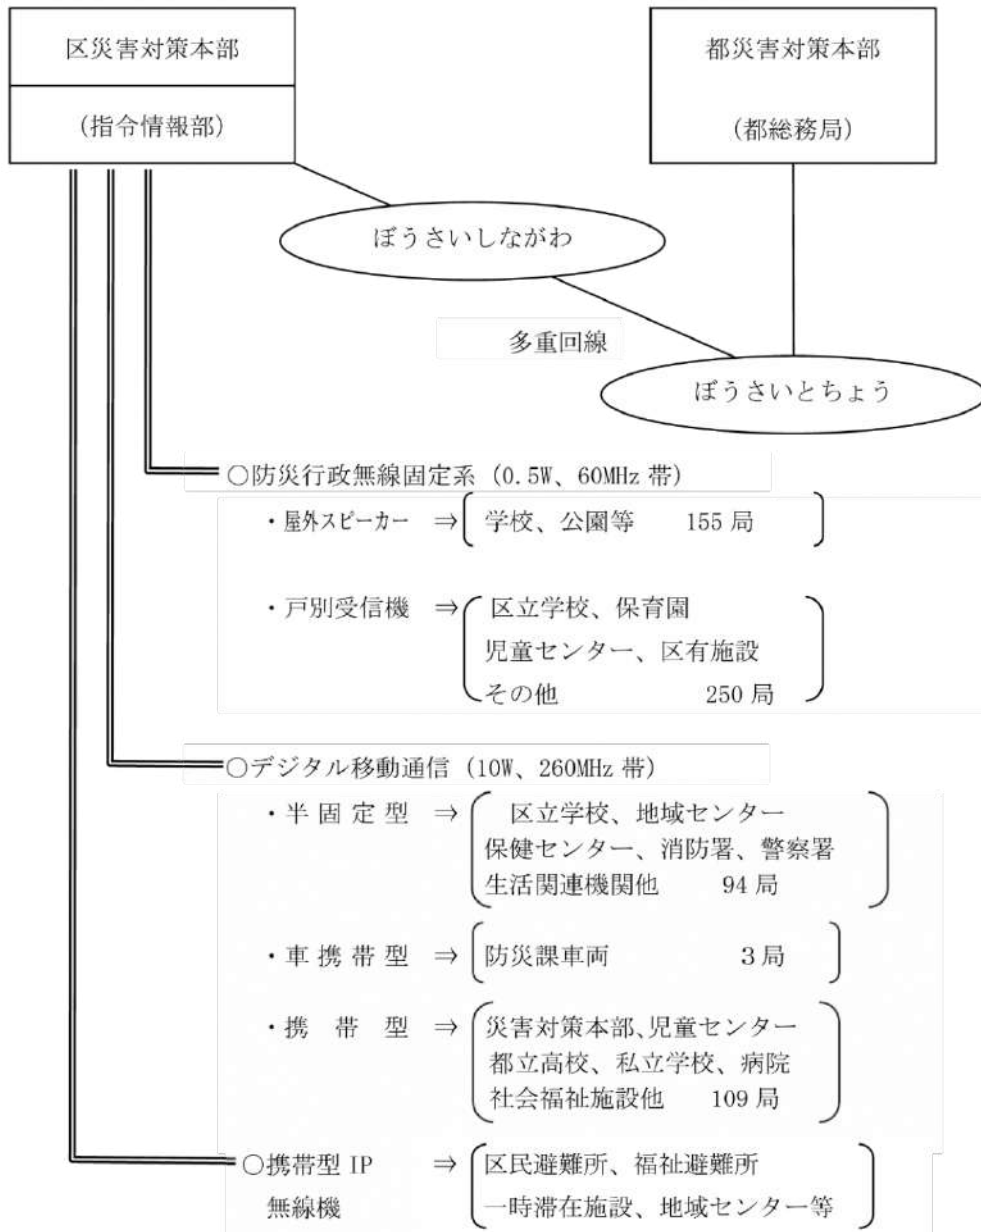 区災害対策本部
(指令情報部)
都災害対策本部
(都総務局)
ぼうさいしながわ
多重回線
ぼうさいとちょう
○防災行政無線固定系 (0.5W、60MHz 帯)
・屋外スピーカー ⇒ 学校、公園等 155 局
・戸別受信機 ⇒ 区立学校、保育園
児童センター、区有施設
その他 250 局
○デジタル移動通信 (10W、260MHz 帯)
・半固定型 ⇒ 区立学校、地域センター
保健センター、消防署、警察署
生活関連機関他 94 局
・車携帯型 ⇒ 防災課車両 3 局
・携帯型 ⇒ 災害対策本部、児童センター
都立高校、私立学校、病院
社会福祉施設他 109 局
○携帯型 IP ⇒ 区民避難所、福祉避難所
無線機 一時滞在施設、地域センター等